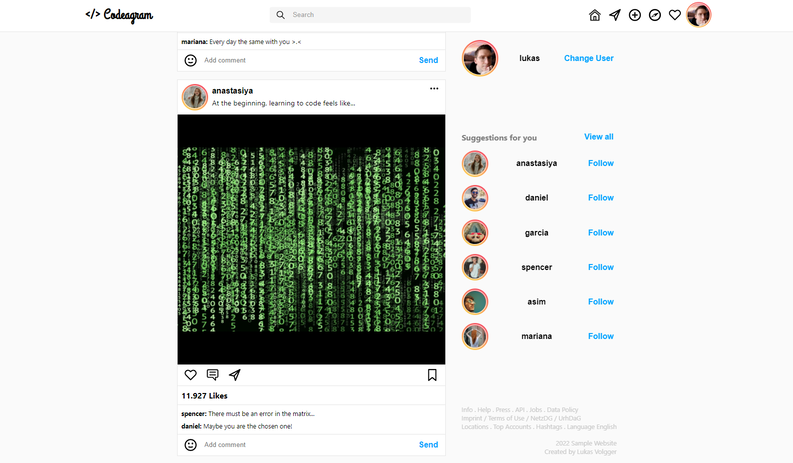 </> Codeagram
Search
mariana: Every day the same with you >.<
Add comment
Send
anastasiya
At the beginning, learning to code feels like...
11.927 Likes
spencer: There must be an error in the matrix...
daniel: Maybe you are the chosen one!
Add comment
Send
lukas
Change User
Suggestions for you
View all
anastasiya
Follow
daniel
Follow
garcia
Follow
spencer
Follow
asim
Follow
mariana
Follow
Info . Help . Press . API . Jobs . Data Policy
Imprint / Terms of Use / NetzDG / UrhDaG
Locations . Top Accounts . Hashtags . Language English
2022 Sample Website
Created by Lukas Volgger